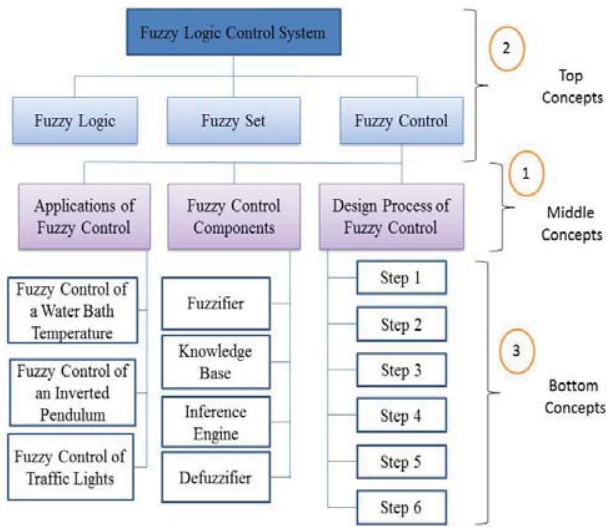 Fuzzy Logic Control System
2
Top
Concepts
Fuzzy Logic
Fuzzy Set
Fuzzy Control
1
Middle
Concepts
Applications of
Fuzzy Control
Fuzzy Control
Components
Design Process of
Fuzzy Control
Fuzzy Control of
a Water Bath
Temperature
Fuzzy Control of
an Inverted
Pendulum
Fuzzy Control of
Traffic Lights
Fuzzifier
Knowledge
Base
Inference
Engine
Defuzzifier
Step 1
Step 2
Step 3
Step 4
Step 5
Step 6
3
Bottom
Concepts